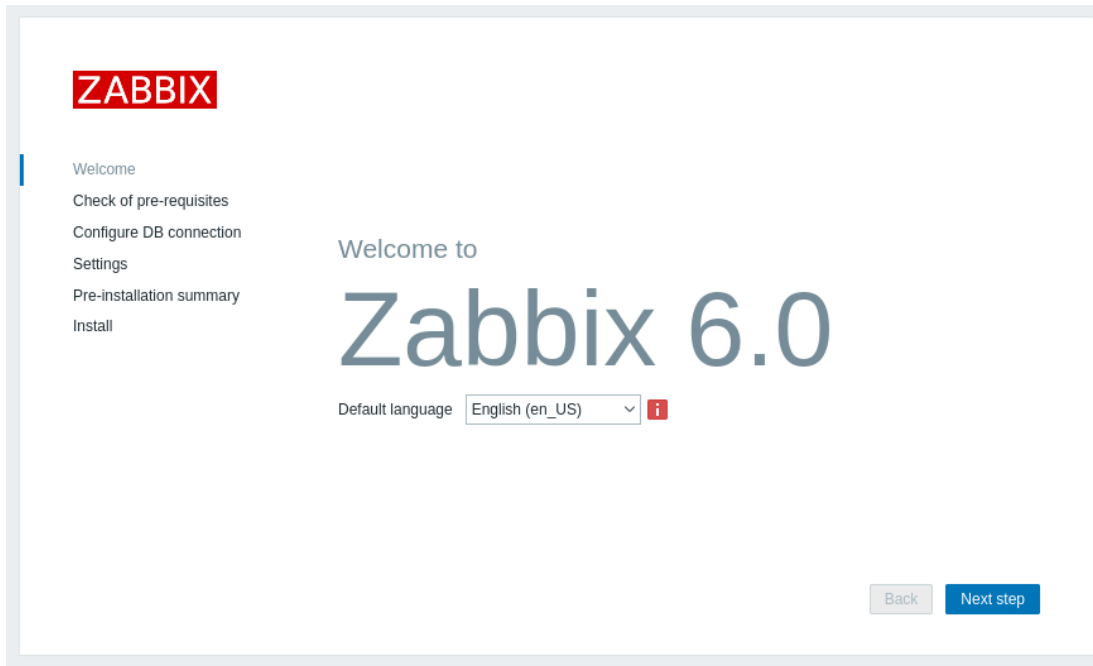 ZABBIX
Welcome
Check of pre-requisites
Configure DB connection
Settings
Pre-installation summary
Install
Welcome to
Zabbix 6.0
Default language English (en_US) i
Back Next step